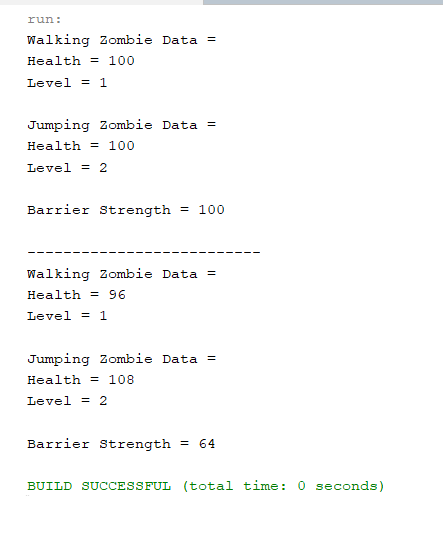 run:
Walking Zombie Data =
Health = 100
Level = 1
Jumping Zombie Data =
Health = 100
Level = 2
Barrier Strength = 100
--------------------------
Walking Zombie Data =
Health = 96
Level = 1
Jumping Zombie Data =
Health = 108
Level = 2
Barrier Strength = 64
BUILD SUCCESSFUL (total time: 0 seconds)